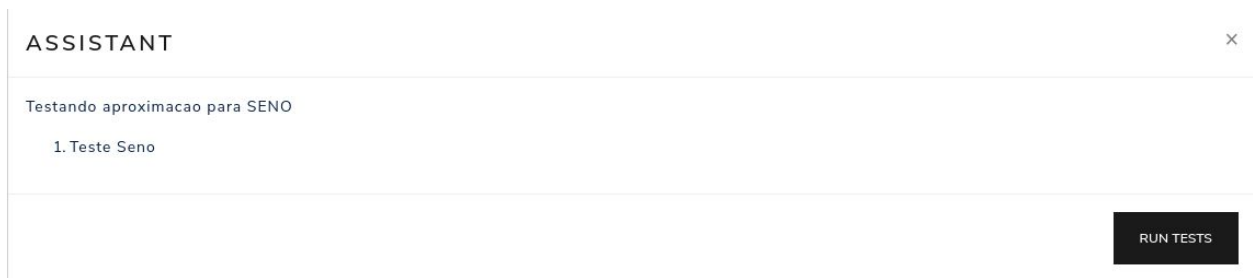 ASSISTANT
×
Testando aproximacao para SENO
1. Teste Seno
RUN TESTS